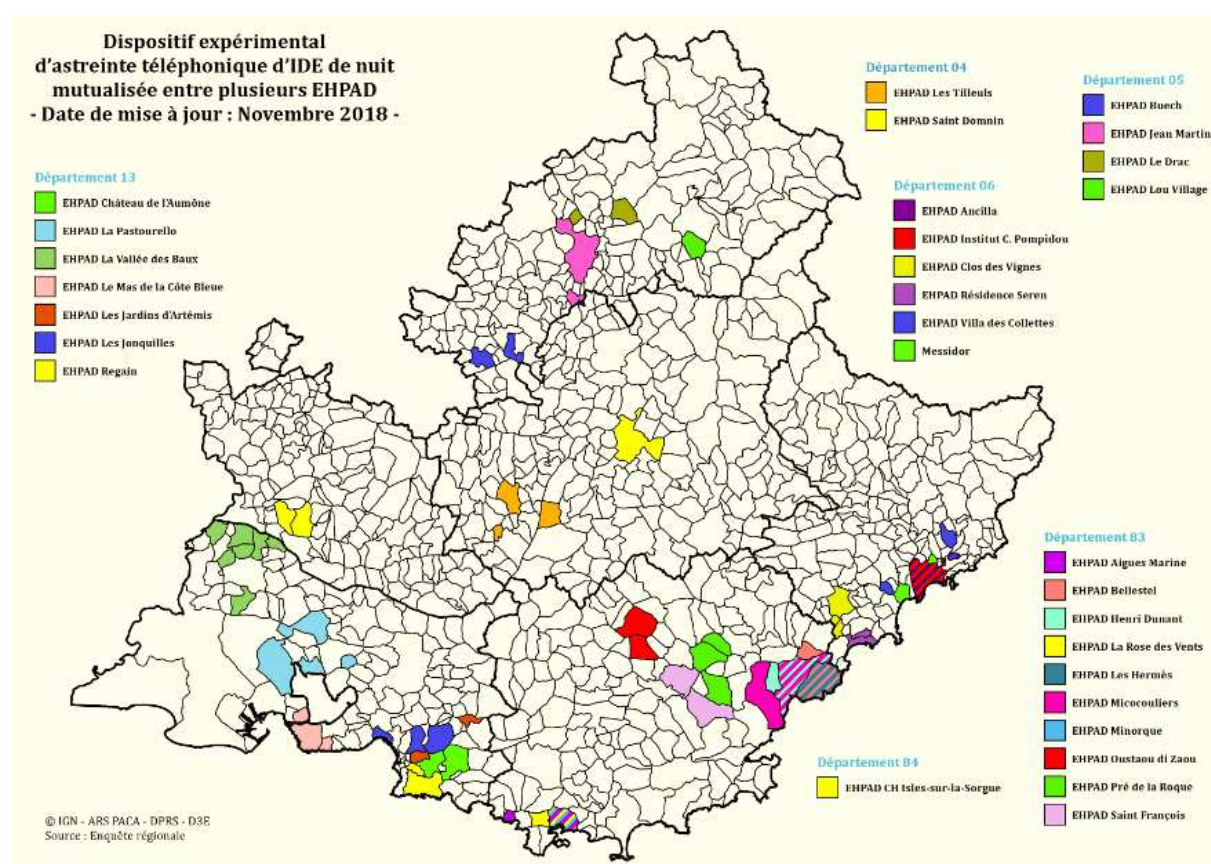 Dispositif expérimental
d'astreinte téléphonique d'IDE de nuit
mutualisée entre plusieurs EHPAD
- Date de mise à jour : Novembre 2018 -
Département 04
EHPAD Les Tilleuls
EHPAD Saint Domnin
Département 05
EHPAD Buech
EHPAD Jean Martin
EHPAD Le Drac
EHPAD Lou Village
Département 13
EHPAD Château de l'Aumône
EHPAD La Pastourello
EHPAD La Vallée des Baux
EHPAD Le Mas de la Côte Bleue
EHPAD Les Jardins d'Artémis
EHPAD Les Jonquilles
EHPAD Regain
Département 06
EHPAD Ancilla
EHPAD Institut C. Pompidou
EHPAD Clos des Vignes
EHPAD Résidence Seren
EHPAD Villa des Collettes
Messidor
Département 83
EHPAD Aigues Marine
EHPAD Bellestel
EHPAD Henri Dunant
EHPAD La Rose des Vents
EHPAD Les Hermès
EHPAD Micocouliers
EHPAD Minorque
EHPAD Oustaou di Zaou
EHPAD Pré de la Roque
EHPAD Saint François
Département 84
EHPAD CH Isles-sur-la-Sorgue
© IGN - ARS PACA - DPRS - D3E
Source : Enquête régionale